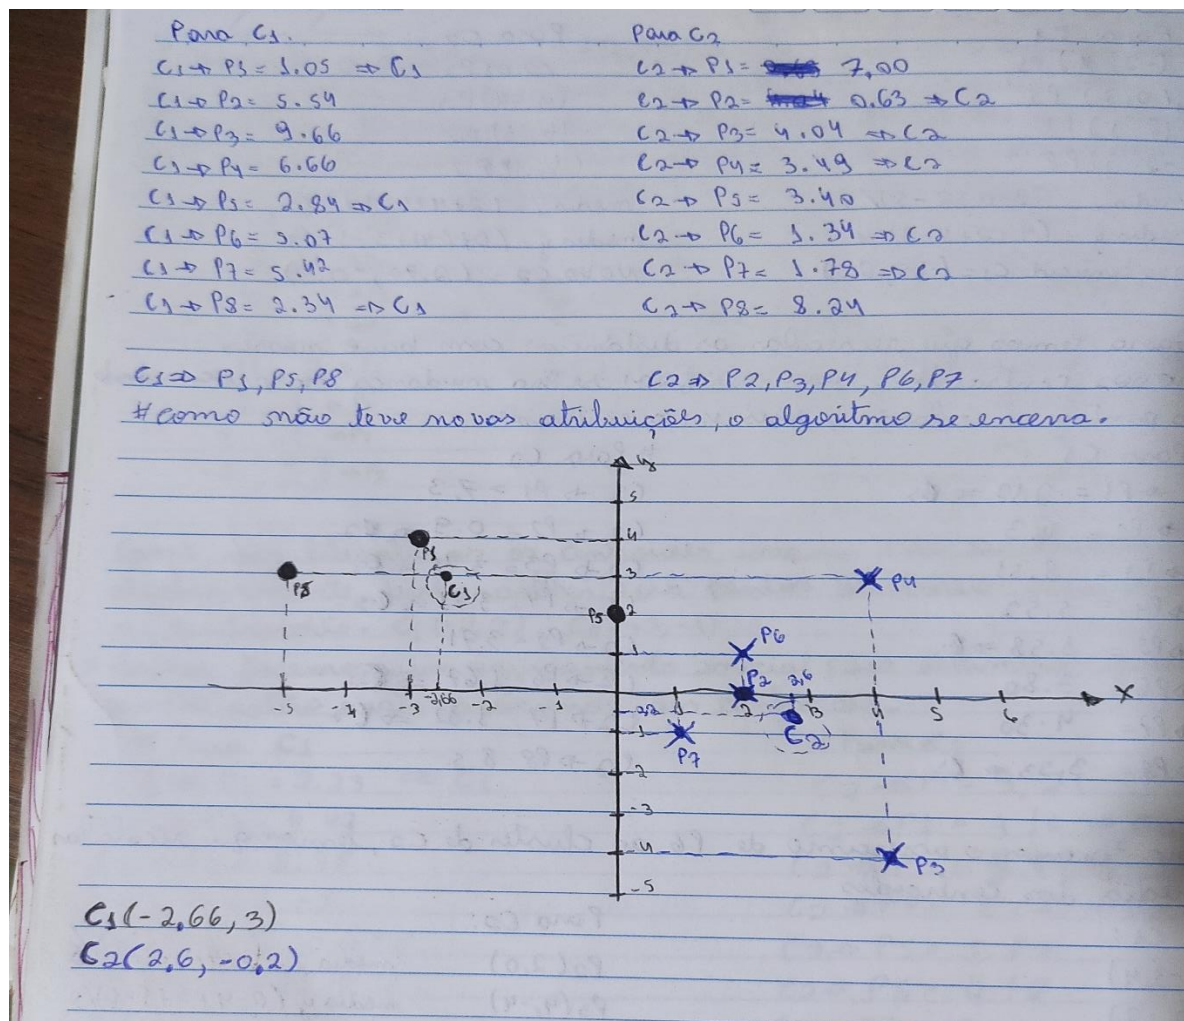 Para C1.
C1 → P1 = 1.05 ⇒ C1
C1 → P2 = 5.54
C1 → P3 = 9.66
C1 → P4 = 6.66
C1 → P5 = 2.84 ⇒ C1
C1 → P6 = 5.07
C1 → P7 = 5.42
C1 → P8 = 2.34 ⇒ C1
Para C2
C2 → P1 = 7,00
C2 → P2 = 0.63 ⇒ C2
C2 → P3 = 4.04 ⇒ C2
C2 → P4 = 3.49 ⇒ C2
C2 → P5 = 3.40
C2 → P6 = 1.34 ⇒ C2
C2 → P7 = 1.78 ⇒ C2
C2 → P8 = 8.24
C1 ⇒ P1, P5, P8
C2 ⇒ P2, P3, P4, P6, P7.
#como não teve novas atribuições, o algoritmo se encerra.
y
5
4
P1
3
P8
C1
P4
P5
2
1
P6
P2
2,6
-5
-4
-3
-2,66
-2
-1
1
2
3
4
5
6
X
C2
-1
P7
-2
-3
-4
P3
-5
C1(-2,66, 3)
C2(2,6, -0,2)